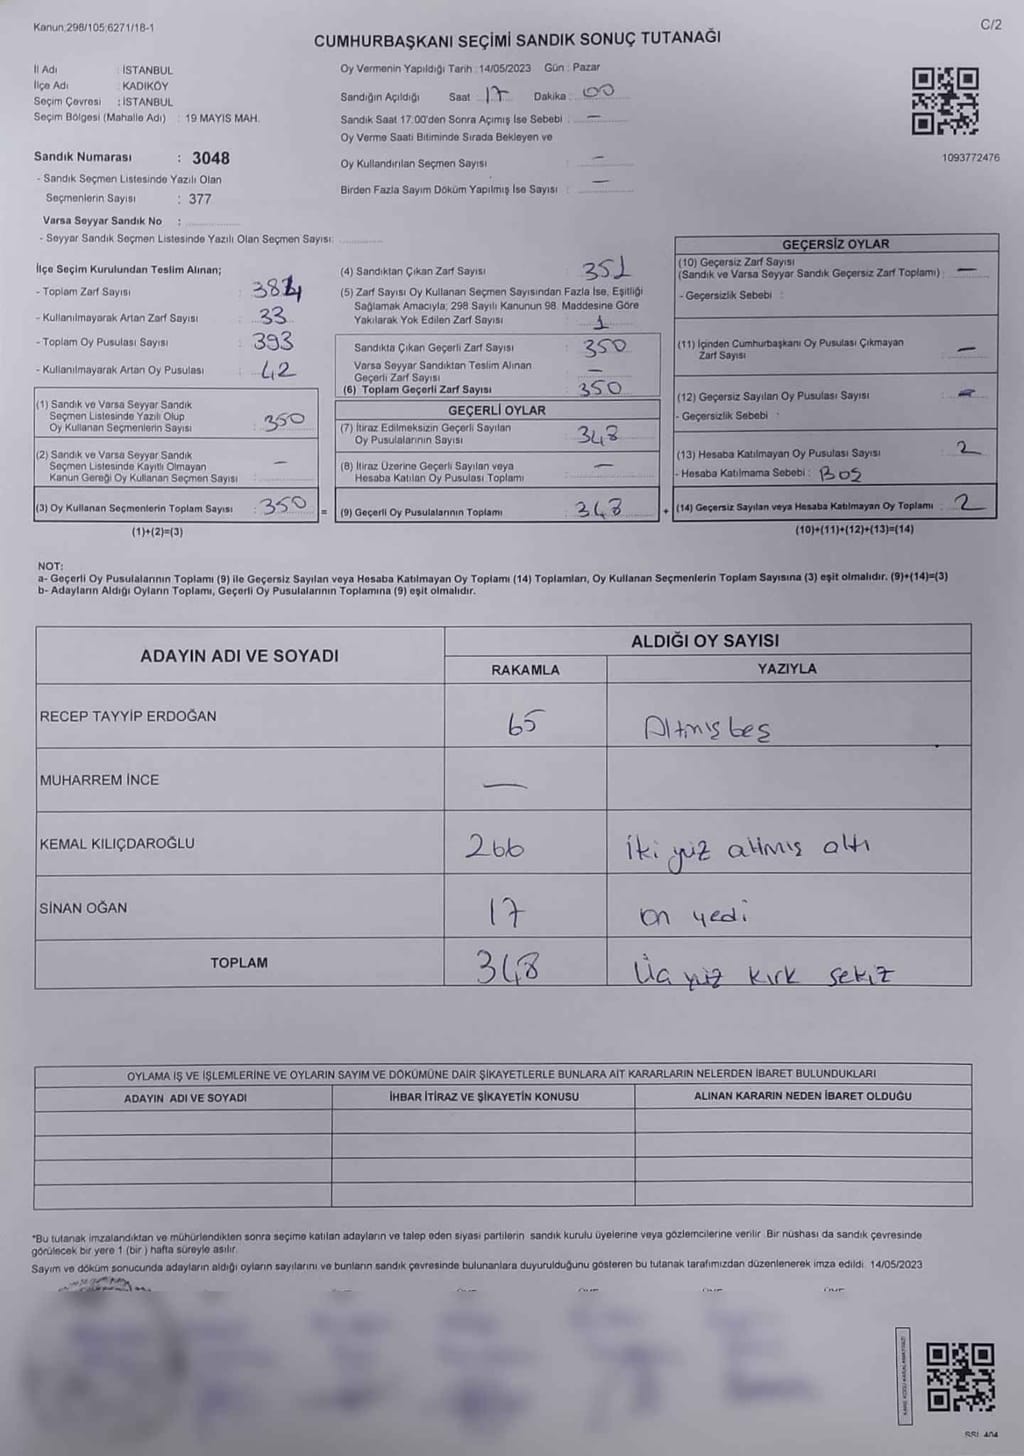 Kanun:298/105;6271/18-1
C/2
CUMHURBAŞKANI SEÇİMİ SANDIK SONUÇ TUTANAĞI
İl Adı : İSTANBUL
İlçe Adı : KADIKÖY
Seçim Çevresi : İSTANBUL
Seçim Bölgesi (Mahalle Adı) : 19 MAYIS MAH.
Sandık Numarası : 3048
- Sandık Seçmen Listesinde Yazılı Olan
Seçmenlerin Sayısı : 377
Varsa Seyyar Sandık No :
- Seyyar Sandık Seçmen Listesinde Yazılı Olan Seçmen Sayısı:
Oy Vermenin Yapıldığı Tarih : 14/05/2023 Gün : Pazar
Sandığın Açıldığı Saat 17 Dakika : 00
Sandık Saat 17:00'den Sonra Açımış İse Sebebi : —
Oy Verme Saati Bitiminde Sırada Bekleyen ve
Oy Kullandırılan Seçmen Sayısı : —
Birden Fazla Sayım Döküm Yapılmış İse Sayısı : —
1093772476
İlçe Seçim Kurulundan Teslim Alınan;
- Toplam Zarf Sayısı : 384
- Kullanılmayarak Artan Zarf Sayısı : 33
- Toplam Oy Pusulası Sayısı : 393
- Kullanılmayarak Artan Oy Pusulası : 42
(1) Sandık ve Varsa Seyyar Sandık
Seçmen Listesinde Yazılı Olup
Oy Kullanan Seçmenlerin Sayısı : 350
(2) Sandık ve Varsa Seyyar Sandık
Seçmen Listesinde Kayıtlı Olmayan
Kanun Gereği Oy Kullanan Seçmen Sayısı : —
(3) Oy Kullanan Seçmenlerin Toplam Sayısı : 350
(1)+(2)=(3)
=
(4) Sandıktan Çıkan Zarf Sayısı : 351
(5) Zarf Sayısı Oy Kullanan Seçmen Sayısından Fazla İse, Eşitliği
Sağlamak Amacıyla; 298 Sayılı Kanunun 98. Maddesine Göre
Yakılarak Yok Edilen Zarf Sayısı : 1
Sandıkta Çıkan Geçerli Zarf Sayısı : 350
Varsa Seyyar Sandıktan Teslim Alınan
Geçerli Zarf Sayısı : —
(6) Toplam Geçerli Zarf Sayısı : 350
GEÇERLİ OYLAR
(7) İtiraz Edilmeksizin Geçerli Sayılan
Oy Pusulalarının Sayısı : 348
(8) İtiraz Üzerine Geçerli Sayılan veya
Hesaba Katılan Oy Pusulası Toplamı : —
(9) Geçerli Oy Pusulalarının Toplamı : 348
+
GEÇERSİZ OYLAR
(10) Geçersiz Zarf Sayısı
(Sandık ve Varsa Seyyar Sandık Geçersiz Zarf Toplamı) : —
- Geçersizlik Sebebi :
(11) İçinden Cumhurbaşkanı Oy Pusulası Çıkmayan
Zarf Sayısı : —
(12) Geçersiz Sayılan Oy Pusulası Sayısı :
- Geçersizlik Sebebi :
(13) Hesaba Katılmayan Oy Pusulası Sayısı : 2
- Hesaba Katılmama Sebebi : BOŞ
(14) Geçersiz Sayılan veya Hesaba Katılmayan Oy Toplamı : 2
(10)+(11)+(12)+(13)=(14)
NOT:
a- Geçerli Oy Pusulalarının Toplamı (9) ile Geçersiz Sayılan veya Hesaba Katılmayan Oy Toplamı (14) Toplamları, Oy Kullanan Seçmenlerin Toplam Sayısına (3) eşit olmalıdır. (9)+(14)=(3)
b- Adayların Aldığı Oyların Toplamı, Geçerli Oy Pusulalarının Toplamına (9) eşit olmalıdır.
ADAYIN ADI VE SOYADI
ALDIĞI OY SAYISI
RAKAMLA YAZIYLA
RECEP TAYYİP ERDOĞAN 65 Altmış beş
MUHARREM İNCE —
KEMAL KILIÇDAROĞLU 266 iki yüz altmış altı
SİNAN OĞAN 17 on yedi
TOPLAM 348 Üç yüz kırk sekiz
OYLAMA İŞ VE İŞLEMLERİNE VE OYLARIN SAYIM VE DÖKÜMÜNE DAİR ŞİKAYETLERLE BUNLARA AİT KARARLARIN NELERDEN İBARET BULUNDUKLARI
ADAYIN ADI VE SOYADI İHBAR İTİRAZ VE ŞİKAYETİN KONUSU ALINAN KARARIN NEDEN İBARET OLDUĞU
*Bu tutanak imzalandıktan ve mühürlendikten sonra seçime katılan adayların ve talep eden siyasi partilerin sandık kurulu üyelerine veya gözlemcilerine verilir. Bir nüshası da sandık çevresinde
görülecek bir yere 1 (bir ) hafta süreyle asılır.
Sayım ve döküm sonucunda adayların aldığı oyların sayılarını ve bunların sandık çevresinde bulunanlara duyurulduğunu gösteren bu tutanak tarafımızdan düzenlenerek imza edildi. 14/05/2023